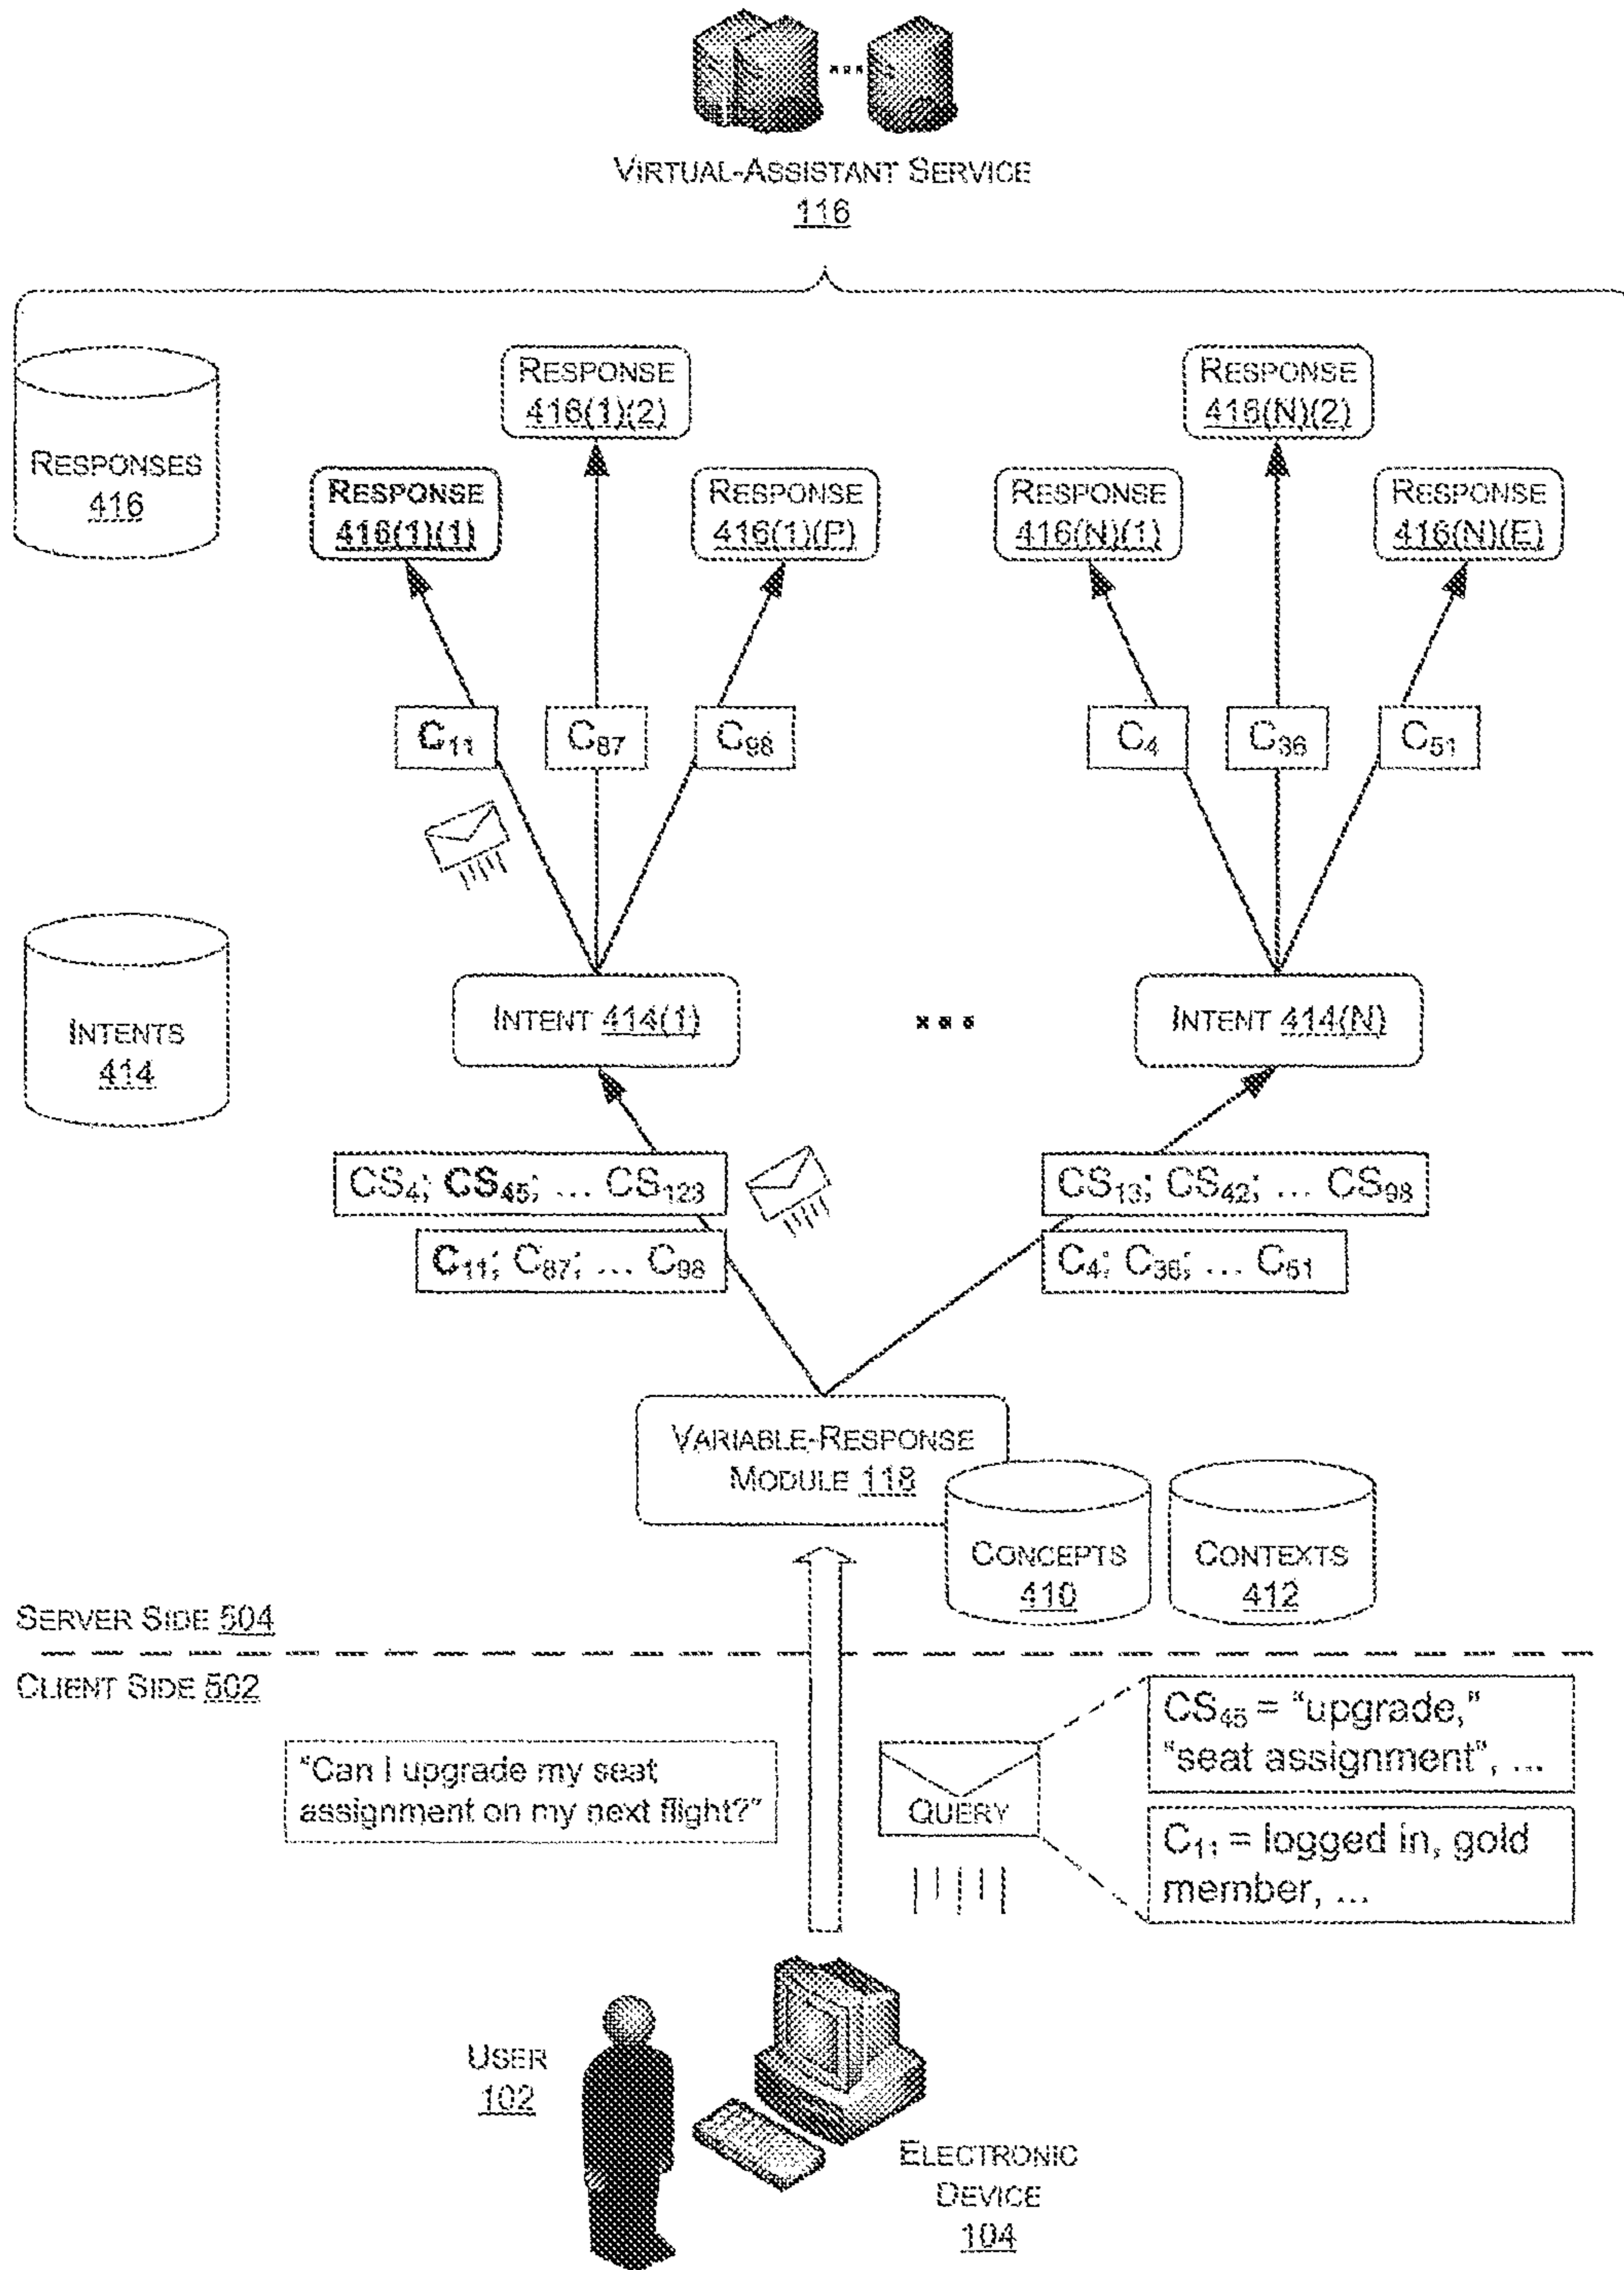 VIRTUAL-ASSISTANT SERVICE
116
RESPONSES
416
RESPONSE
416(1)(1)
RESPONSE
416(1)(2)
RESPONSE
416(1)(P)
RESPONSE
416(N)(1)
RESPONSE
416(N)(2)
RESPONSE
416(N)(E)
C11
C87
C98
C4
C36
C51
INTENTS
414
INTENT 414(1)
...
INTENT 414(N)
CS4; CS45; ... CS123
C11; C87; ... C98
CS13; CS42; ... CS98
C4; C36; ... C51
VARIABLE-RESPONSE
MODULE 118
CONCEPTS
410
CONTEXTS
412
SERVER SIDE 504
CLIENT SIDE 502
"Can I upgrade my seat
assignment on my next flight?"
QUERY
CS45 = "upgrade,"
"seat assignment", ...
C11 = logged in, gold
member, ...
USER
102
ELECTRONIC
DEVICE
104